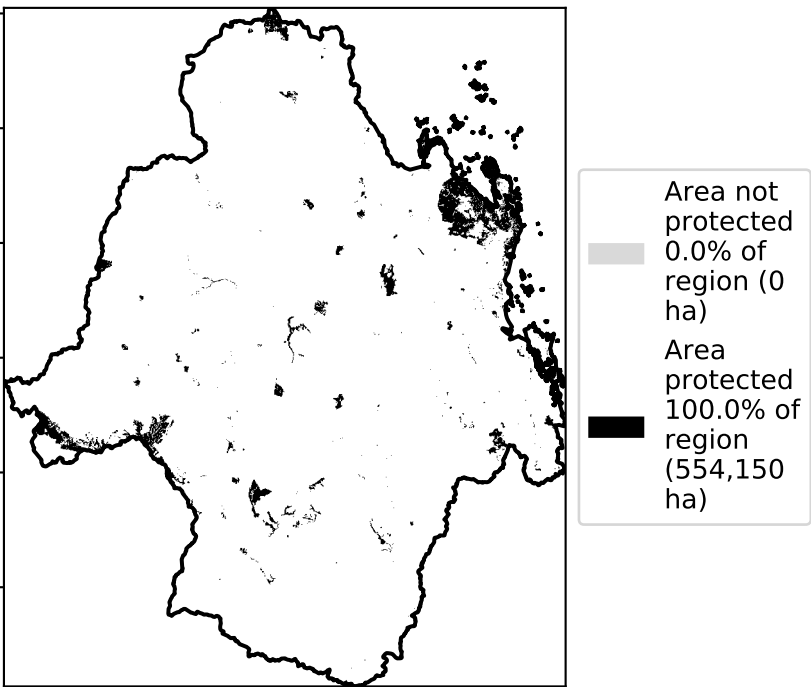 Area not
protected
0.0% of
region (0
ha)
Area
protected
100.0% of
region
(554,150
ha)